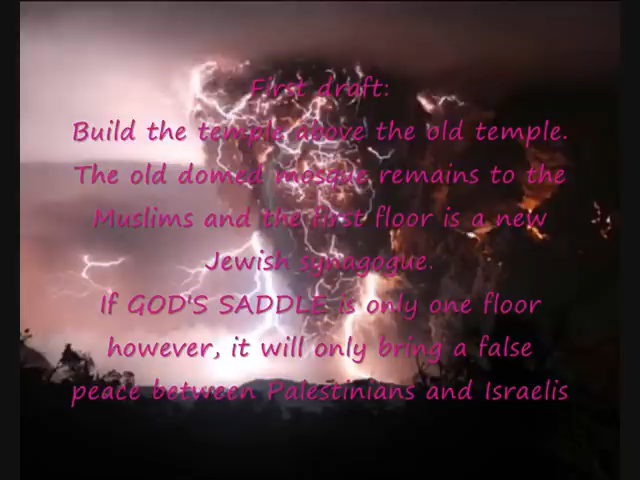 First draft:
Build the temple above the old temple.
The old domed mosque remains to the
Muslims and the first floor is a new
Jewish synagogue.
If GOD'S SADDLE is only one floor
however, it will only bring a false
peace between Palestinians and Israelis